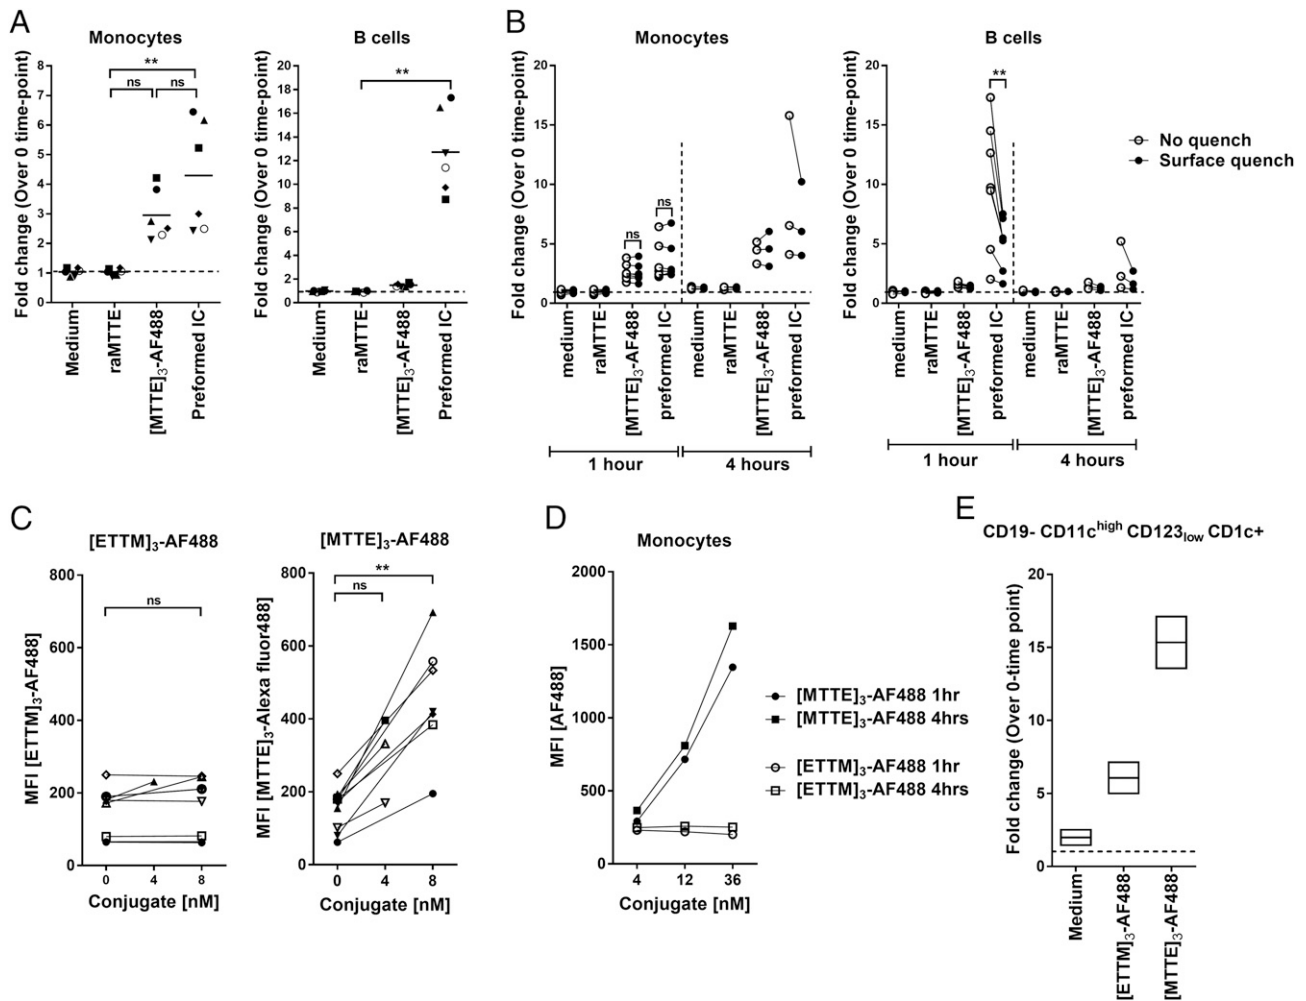 A
Monocytes
Fold change (Over 0 time-point)
8
7
6
5
4
3
2
1
0
**
ns
ns
Medium
raMTTE
[MTTE]3-AF488
Preformed IC
B cells
Fold change (Over 0 time-point)
20
18
16
14
12
10
8
6
4
2
0
**
Medium
raMTTE
[MTTE]3-AF488
Preformed IC
B
Monocytes
Fold change (Over 0 time-point)
20
15
10
5
0
ns
ns
medium
raMTTE
[MTTE]3-AF488
preformed IC
medium
raMTTE
[MTTE]3-AF488
preformed IC
1 hour
4 hours
B cells
Fold change (Over 0 time-point)
20
15
10
5
0
**
medium
raMTTE
[MTTE]3-AF488
preformed IC
medium
raMTTE
[MTTE]3-AF488
preformed IC
1 hour
4 hours
No quench
Surface quench
C
[ETTM]3-AF488
MFI [ETTM]3-AF488]
800
600
400
200
0
ns
0 4 8
Conjugate [nM]
[MTTE]3-AF488
MFI [MTTE]3-Alexa fluor488]
800
600
400
200
0
**
ns
0 4 8
Conjugate [nM]
D
Monocytes
MFI [AF488]
2000
1500
1000
500
0
4 12 36
Conjugate [nM]
[MTTE]3-AF488 1hr
[MTTE]3-AF488 4hrs
[ETTM]3-AF488 1hr
[ETTM]3-AF488 4hrs
E
CD19- CD11chigh CD123low CD1c+
Fold change (Over 0-time point)
20
15
10
5
0
Medium
[ETTM]3-AF488
[MTTE]3-AF488